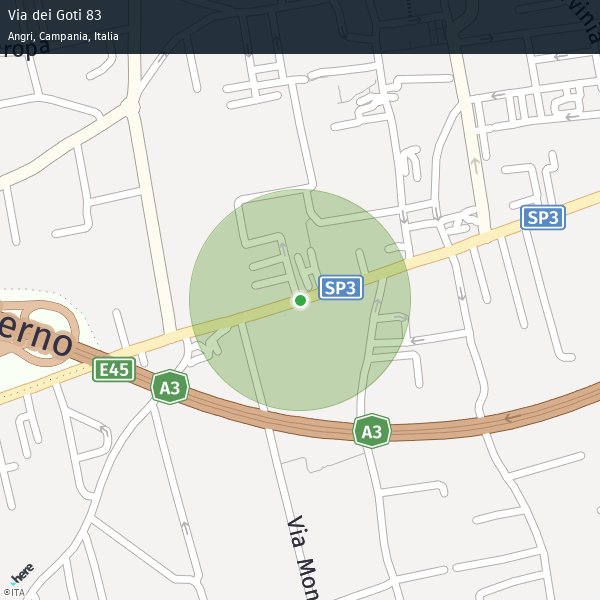 Via dei Goti 83
Angri, Campania, Italia
ropa
vinia
SP3
SP3
erno
E45
A3
A3
Via Mon
here
©ITA